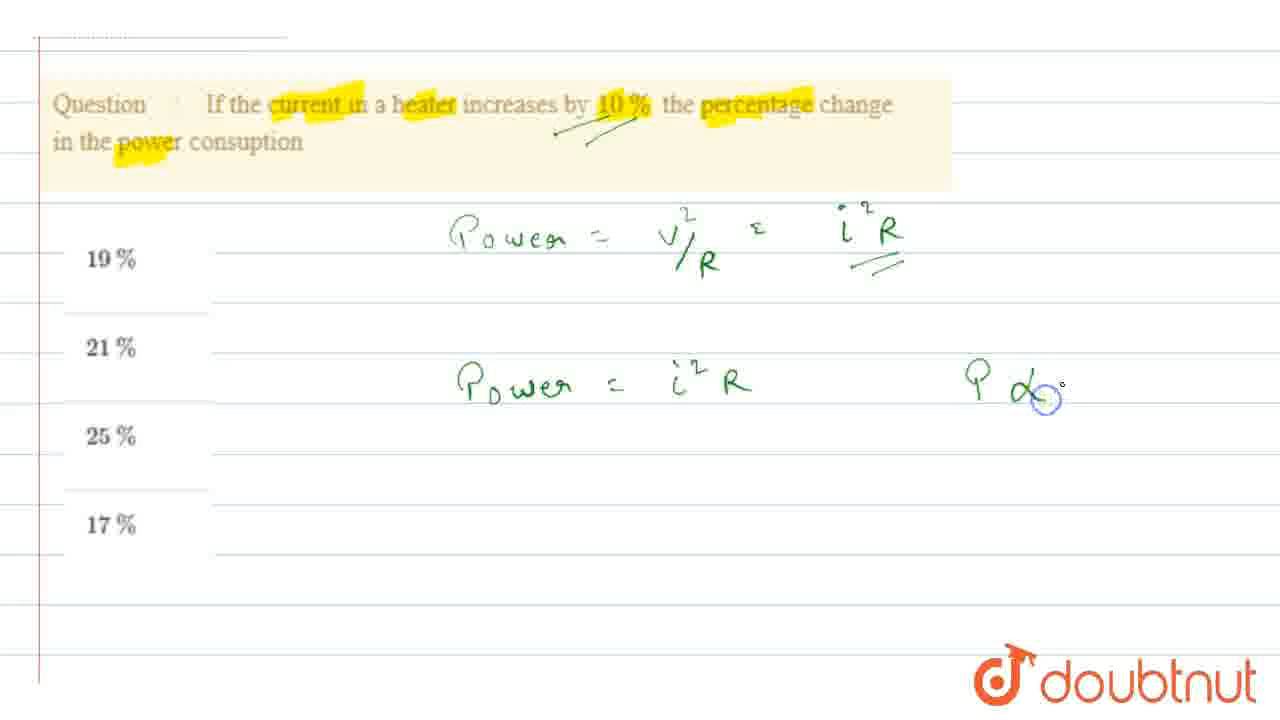 Question If the current in a heater increases by 10 % the percentage change
in the power consuption
Power = V²/R = i²R
19 %
21 %
Power = i² R P ∝
25 %
17 %
doubtnut